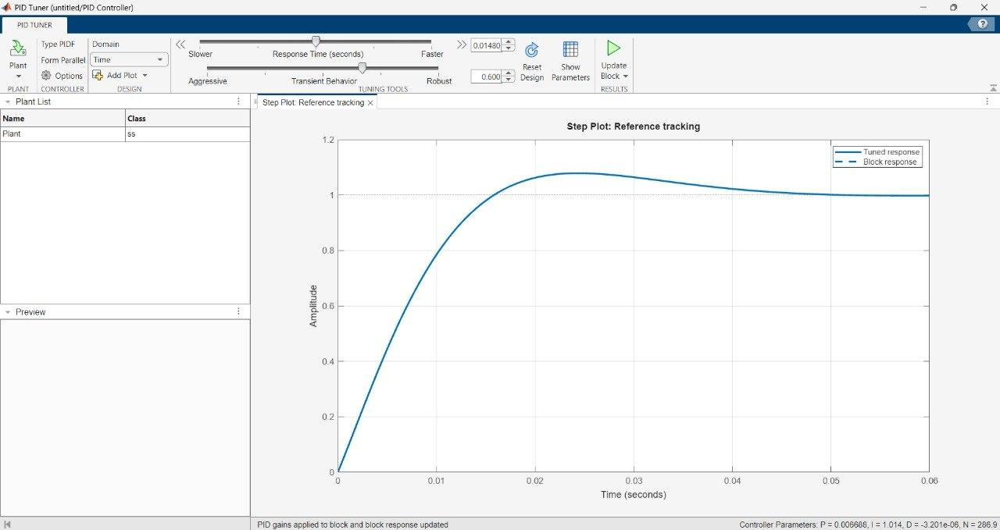 PID Tuner (untitled/PID Controller)
PID TUNER
?
Plant
PLANT
Type PIDF
Form Parallel
Options
CONTROLLER
Domain
Time
Add Plot
DESIGN
Slower Response Time (seconds) Faster
0.01480
Aggressive Transient Behavior Robust
0.600
TUNING TOOLS
Reset
Design
Show
Parameters
Update
Block
RESULTS
Plant List
Name Class
Plant ss
Preview
Step Plot: Reference tracking
Step Plot: Reference tracking
Tuned response
Block response
1.2
1
0.8
0.6
0.4
0.2
0
Amplitude
0 0.01 0.02 0.03 0.04 0.05 0.06
Time (seconds)
PID gains applied to block and block response updated
Controller Parameters: P = 0.006688, I = 1.014, D = -3.201e-06, N = 286.9